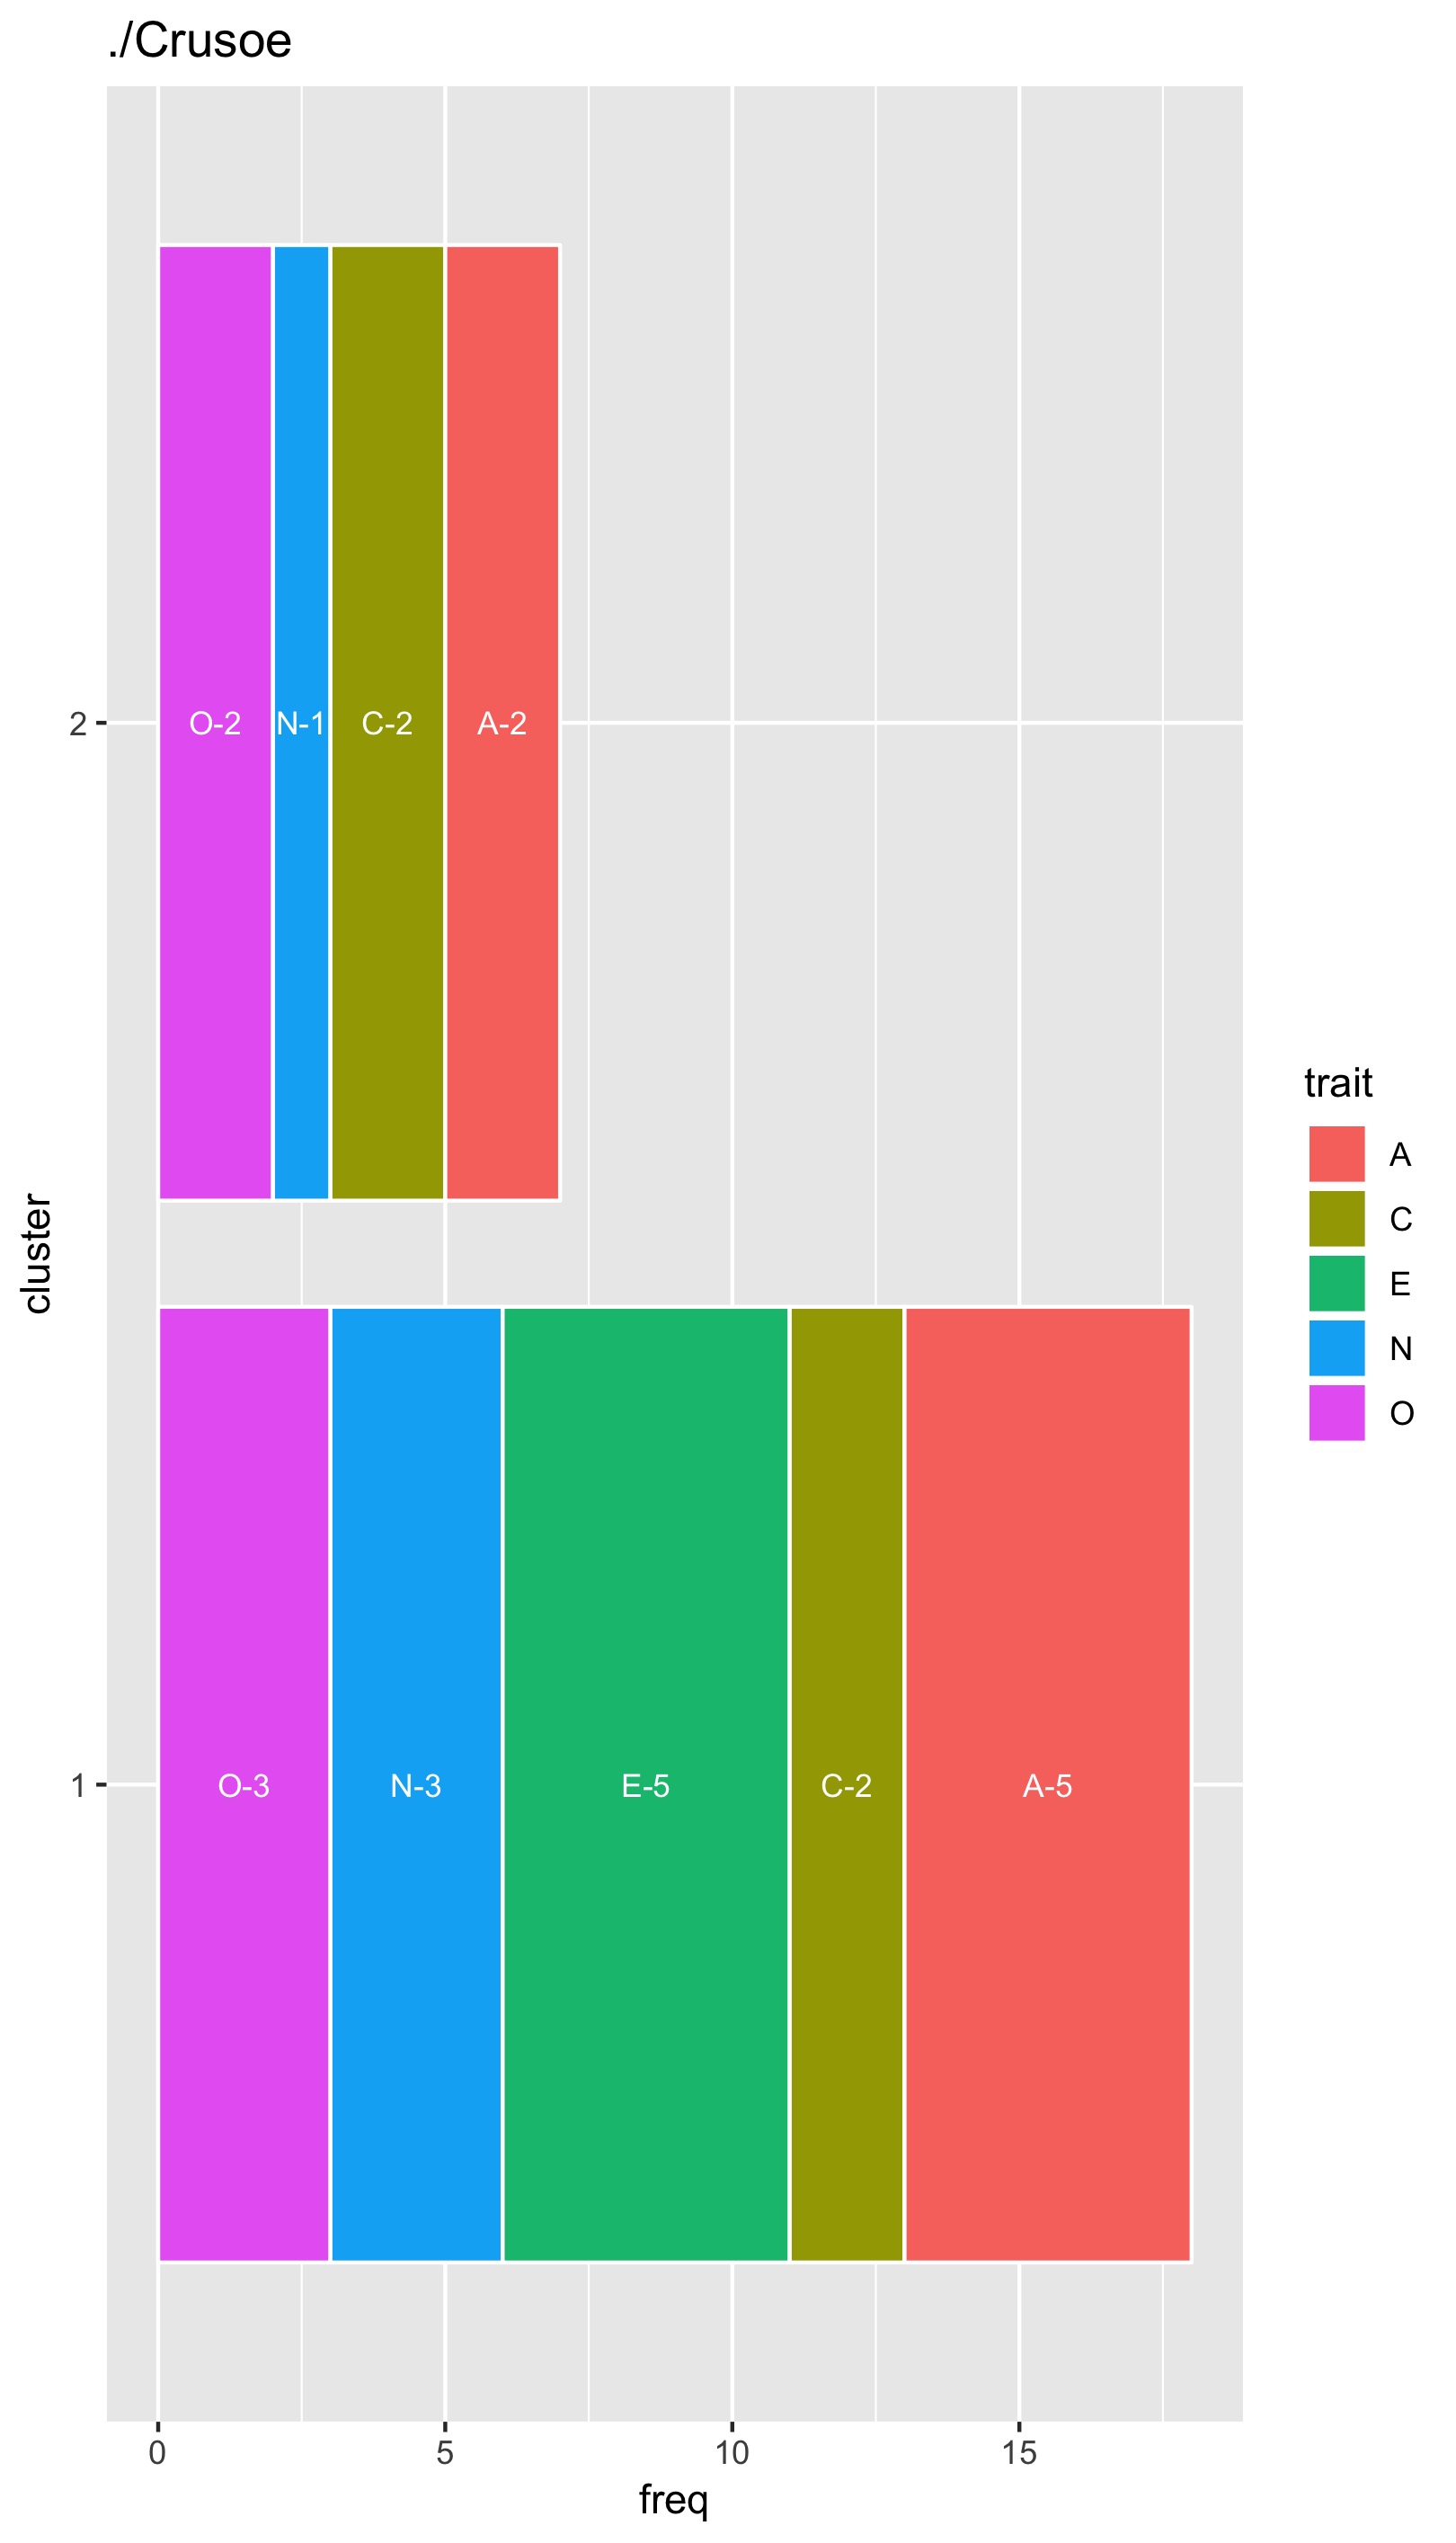 ./Crusoe
2
O-2 N-1 C-2 A-2
cluster
1
O-3 N-3 E-5 C-2 A-5
0 5 10 15
freq
trait
A
C
E
N
O